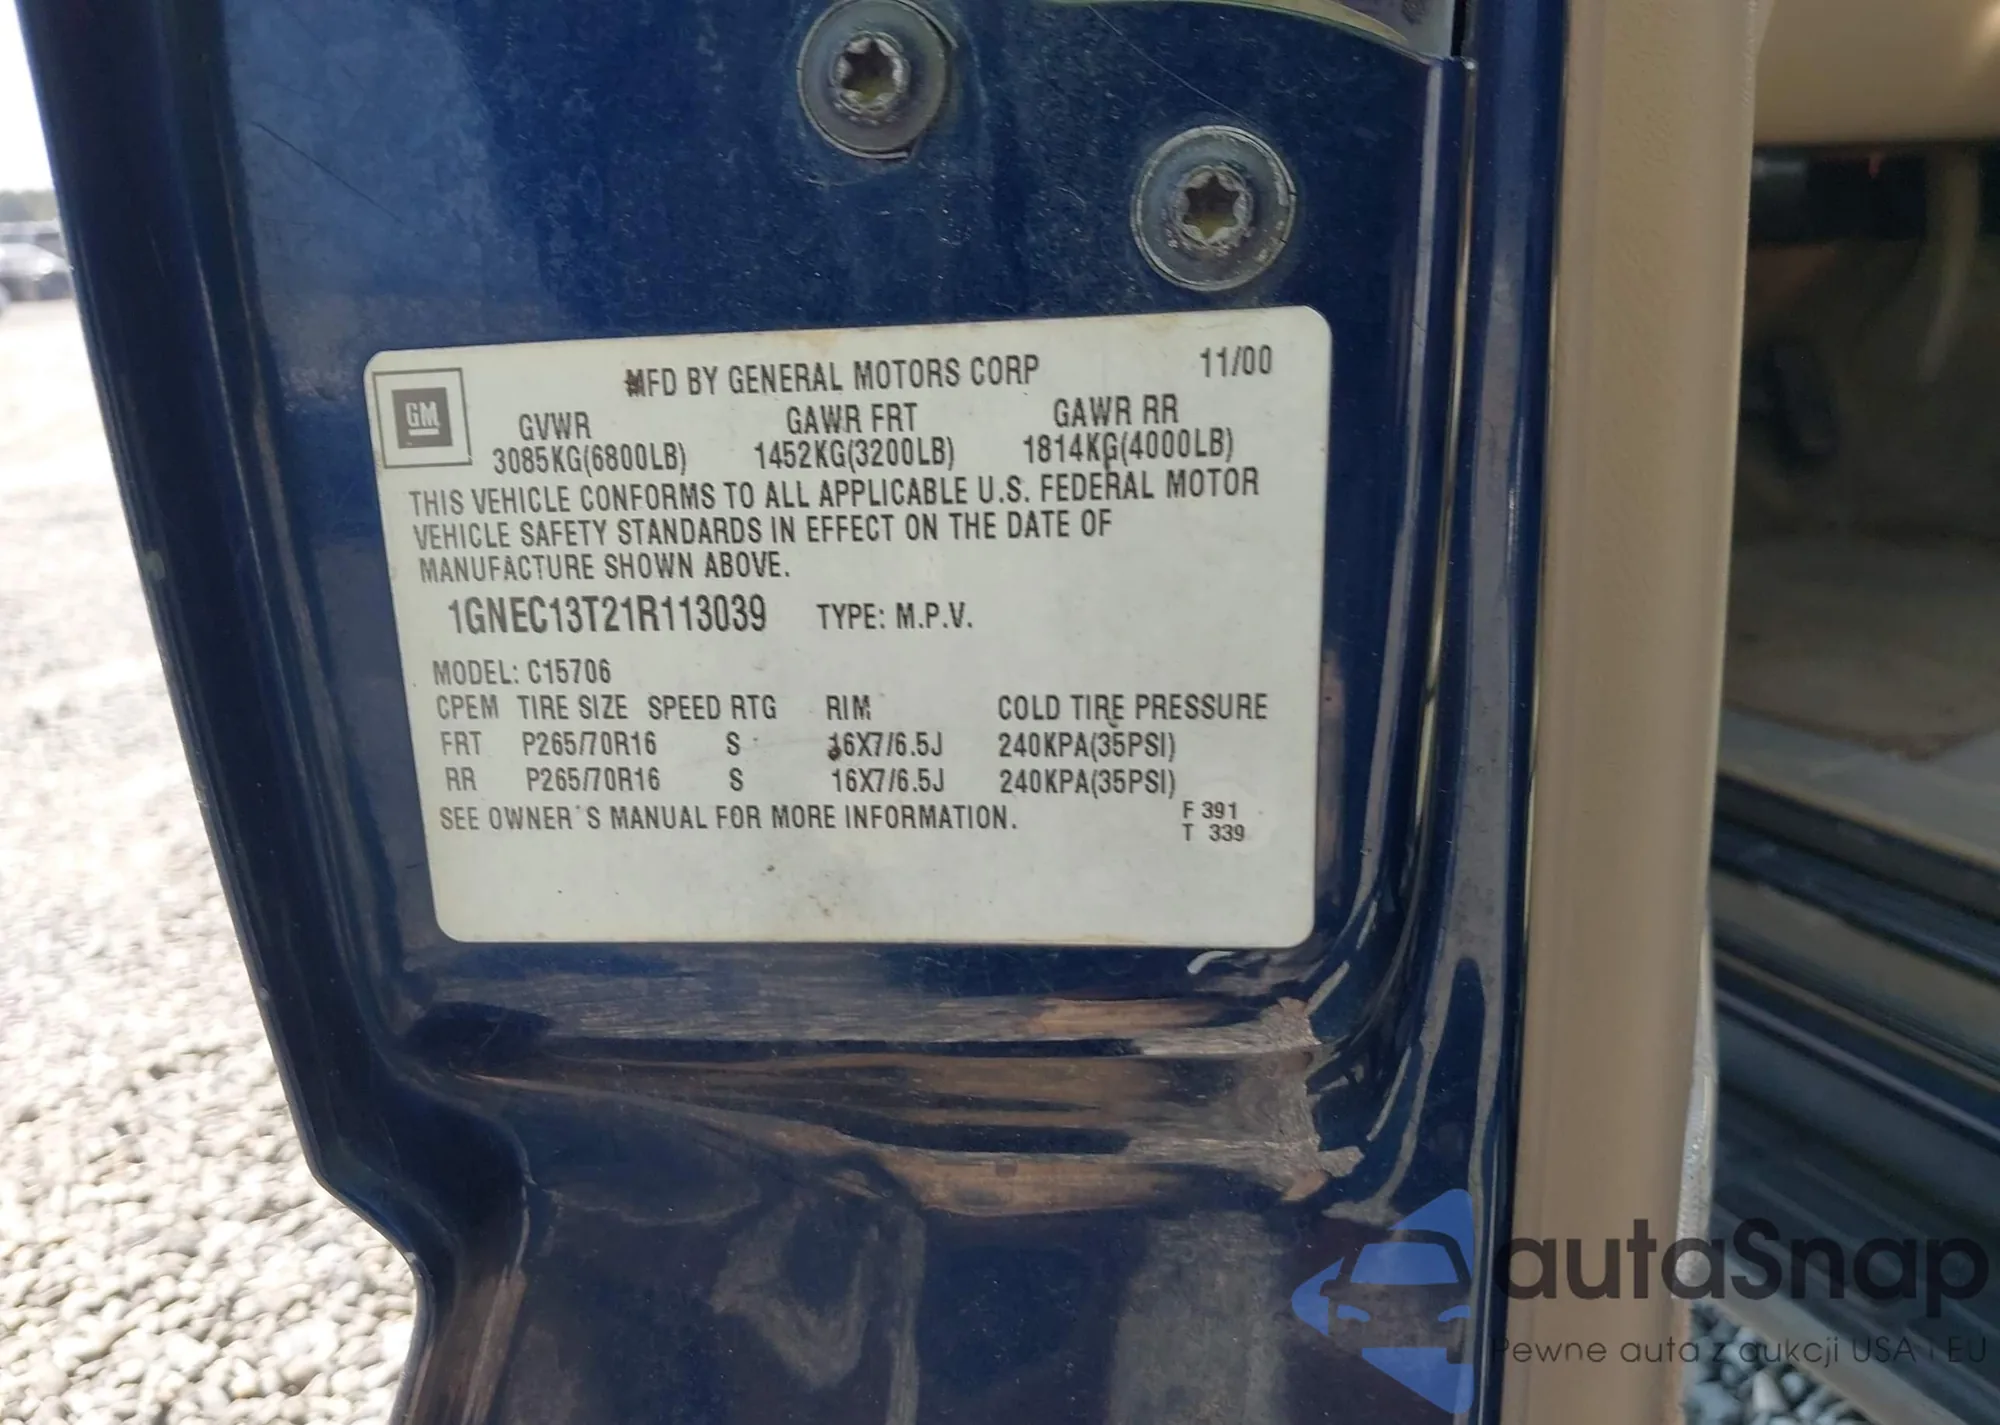 MFD BY GENERAL MOTORS CORP 11/00
GM
GVWR GAWR FRT GAWR RR
3085KG(6800LB) 1452KG(3200LB) 1814KG(4000LB)
THIS VEHICLE CONFORMS TO ALL APPLICABLE U.S. FEDERAL MOTOR
VEHICLE SAFETY STANDARDS IN EFFECT ON THE DATE OF
MANUFACTURE SHOWN ABOVE.
1GNEC13T21R113039 TYPE: M.P.V.
MODEL: C15706
CPEM TIRE SIZE SPEED RTG RIM COLD TIRE PRESSURE
FRT P265/70R16 S 16X7/6.5J 240KPA(35PSI)
RR P265/70R16 S 16X7/6.5J 240KPA(35PSI)
SEE OWNER'S MANUAL FOR MORE INFORMATION.
F 391
T 339
autaSnap
Pewne auta z aukcji USA i EU